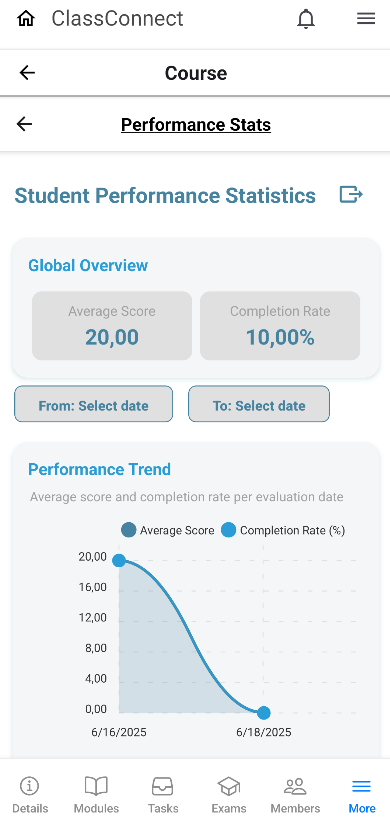 ClassConnect
Course
Performance Stats
Student Performance Statistics
Global Overview
Average Score
20,00
Completion Rate
10,00%
From: Select date
To: Select date
Performance Trend
Average score and completion rate per evaluation date
Average Score
Completion Rate (%)
20,00
16,00
12,00
8,00
4,00
0,00
6/16/2025
6/18/2025
Details
Modules
Tasks
Exams
Members
More